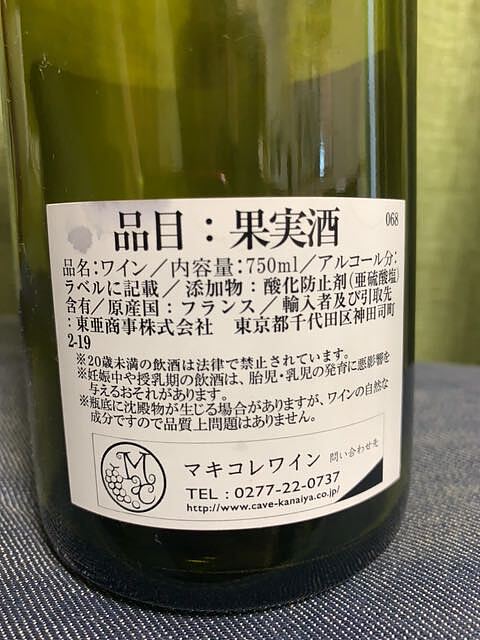 品目：果実酒
068
品名：ワイン／内容量：750ml／アルコール分：
ラベルに記載／添加物：酸化防止剤(亜硫酸塩)
含有／原産国：フランス／輸入者及び引取先
：東亜商事株式会社　東京都千代田区神田司町
2-19
※20歳未満の飲酒は法律で禁止されています。
※妊娠中や授乳期の飲酒は、胎児・乳児の発育に悪影響を
与えるおそれがあります。
※瓶底に沈殿物が生じる場合がありますが、ワインの自然な
成分ですので品質上問題はありません。
マキコレワイン 問い合わせ先
TEL：0277-22-0737
http://www.cave-kanaiya.co.jp/